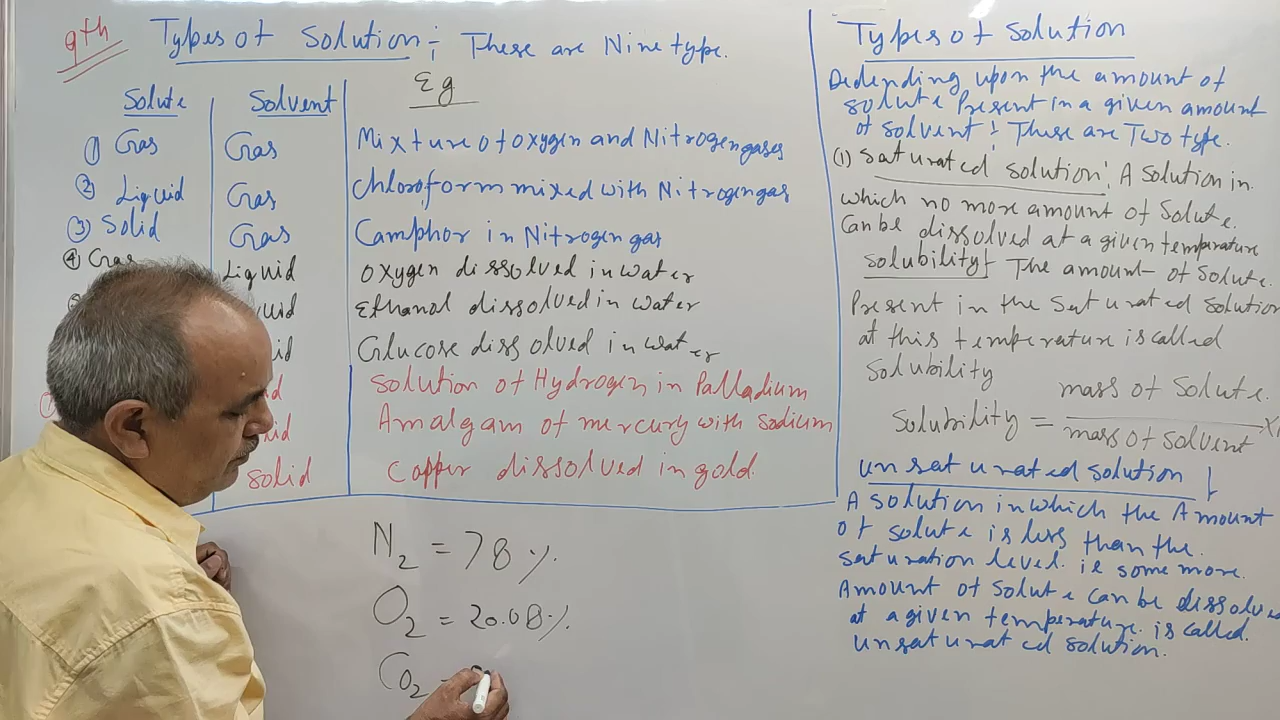 9th
Types of Solution :- These are Nine type.
Solute Solvent Eg
① Gas Gas Mixture of oxygen and Nitrogen gases
② Liquid Gas Chloroform mixed with Nitrogen gas
③ Solid Gas Camphor in Nitrogen gas
④ Gas Liquid Oxygen dissolved in water
uid Ethanol dissolved in water
id Glucose dissolved in water
id Solution of Hydrogen in Palladium
id Amalgam of mercury with Sodium
Solid Copper dissolved in gold.
N2 = 78 %.
O2 = 20.08 %.
CO2 =
Types of Solution
Depending upon the amount of
solute Present in a given amount
of solvent : These are Two type.
(1) Saturated Solution : A Solution in
which no more amount of Solute.
Can be dissolved at a given temperature
Solubility :- The amount of Solute.
Present in the Saturated Solution
at this temperature is called
Solubility
Solubility = mass of Solute. / mass of Solvent ×1
Unsaturated solution :-
A solution in which the Amount
of solute is less than the.
saturation level. ie some more.
Amount of Solute can be dissolve
at a given temperature. is called.
unsaturated solution.